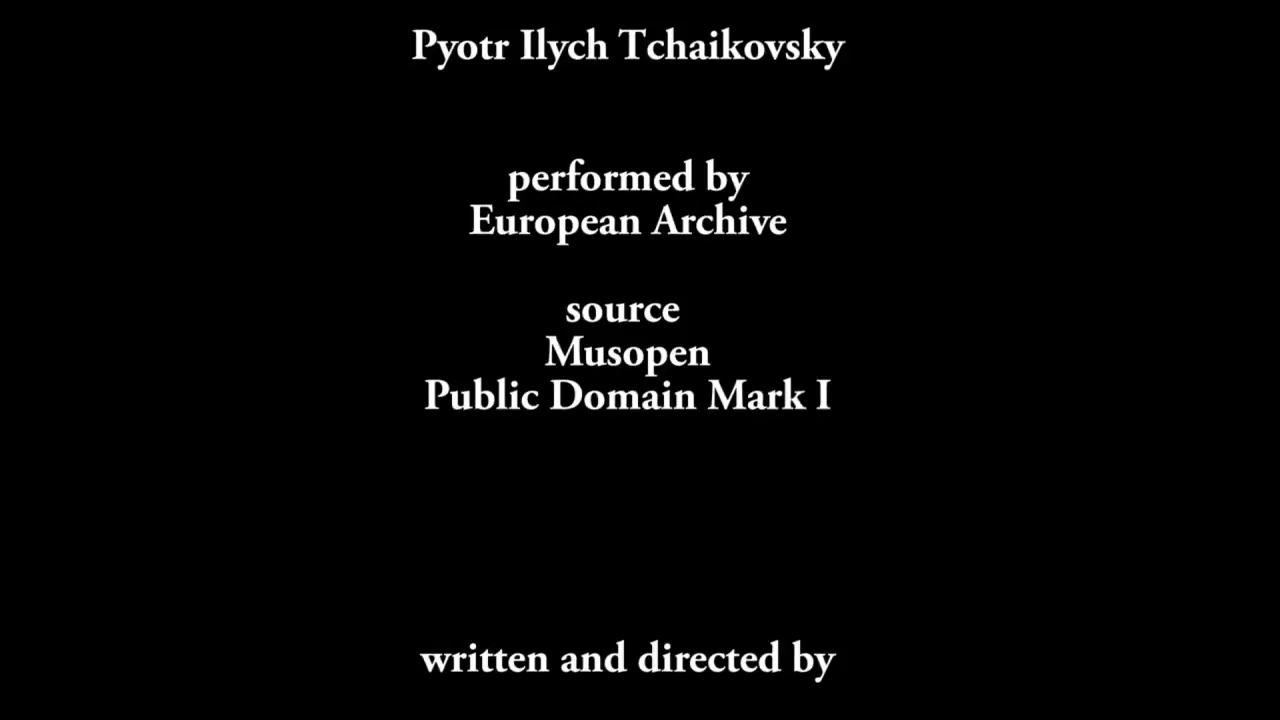 Pyotr Ilych Tchaikovsky
performed by
European Archive
source
Musopen
Public Domain Mark I
written and directed by